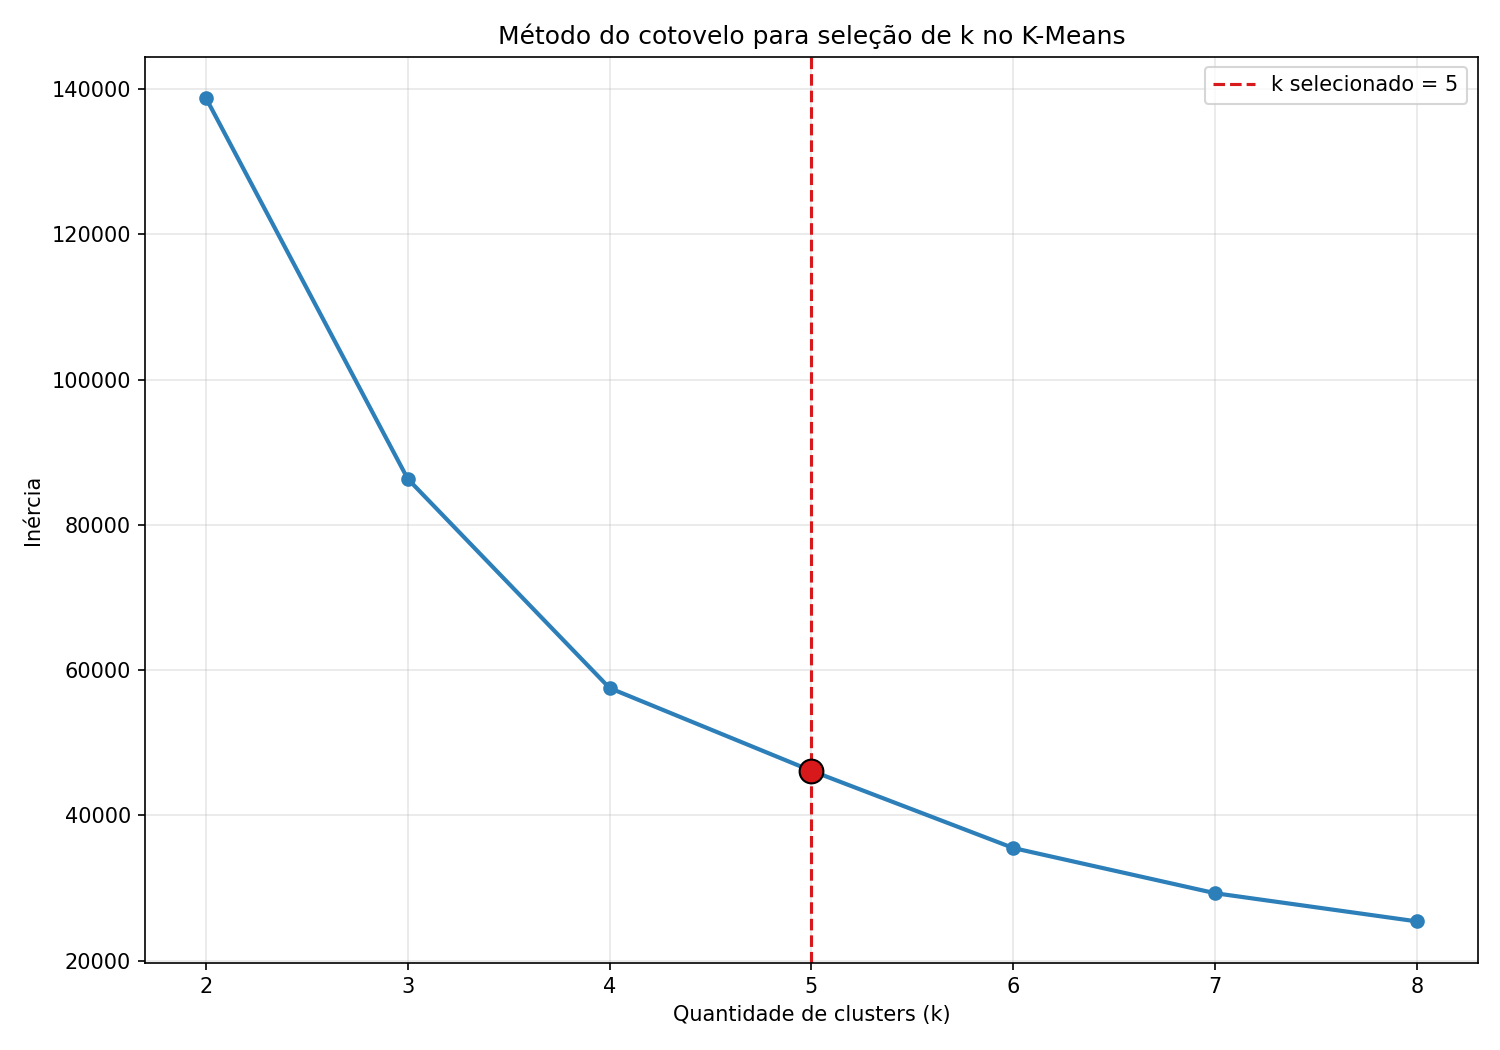 Método do cotovelo para seleção de k no K-Means
k selecionado = 5
140000
120000
100000
80000
60000
40000
20000
Inércia
2 3 4 5 6 7 8
Quantidade de clusters (k)